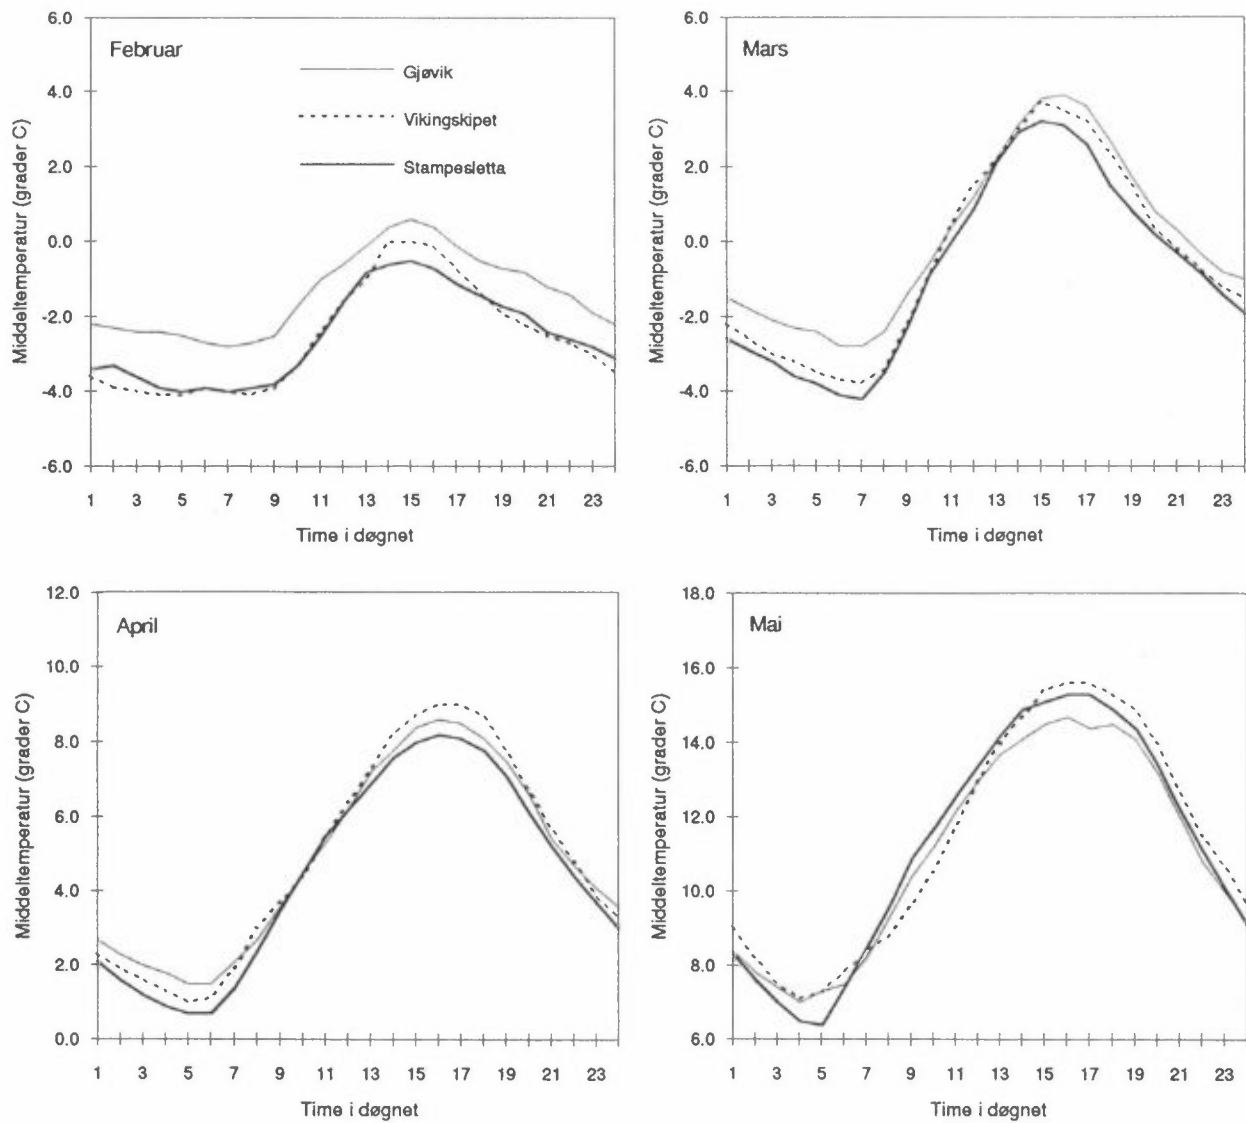 Februar
Gjøvik
Vikingskipet
Stampesletta
Middeltemperatur (grader C)
6.0
4.0
2.0
0.0
-2.0
-4.0
-6.0
1 3 5 7 9 11 13 15 17 19 21 23
Time i døgnet
Mars
Middeltemperatur (grader C)
6.0
4.0
2.0
0.0
-2.0
-4.0
-6.0
1 3 5 7 9 11 13 15 17 19 21 23
Time i døgnet
April
Middeltemperatur (grader C)
12.0
10.0
8.0
6.0
4.0
2.0
0.0
1 3 5 7 9 11 13 15 17 19 21 23
Time i døgnet
Mai
Middeltemperatur (grader C)
18.0
16.0
14.0
12.0
10.0
8.0
6.0
1 3 5 7 9 11 13 15 17 19 21 23
Time i døgnet